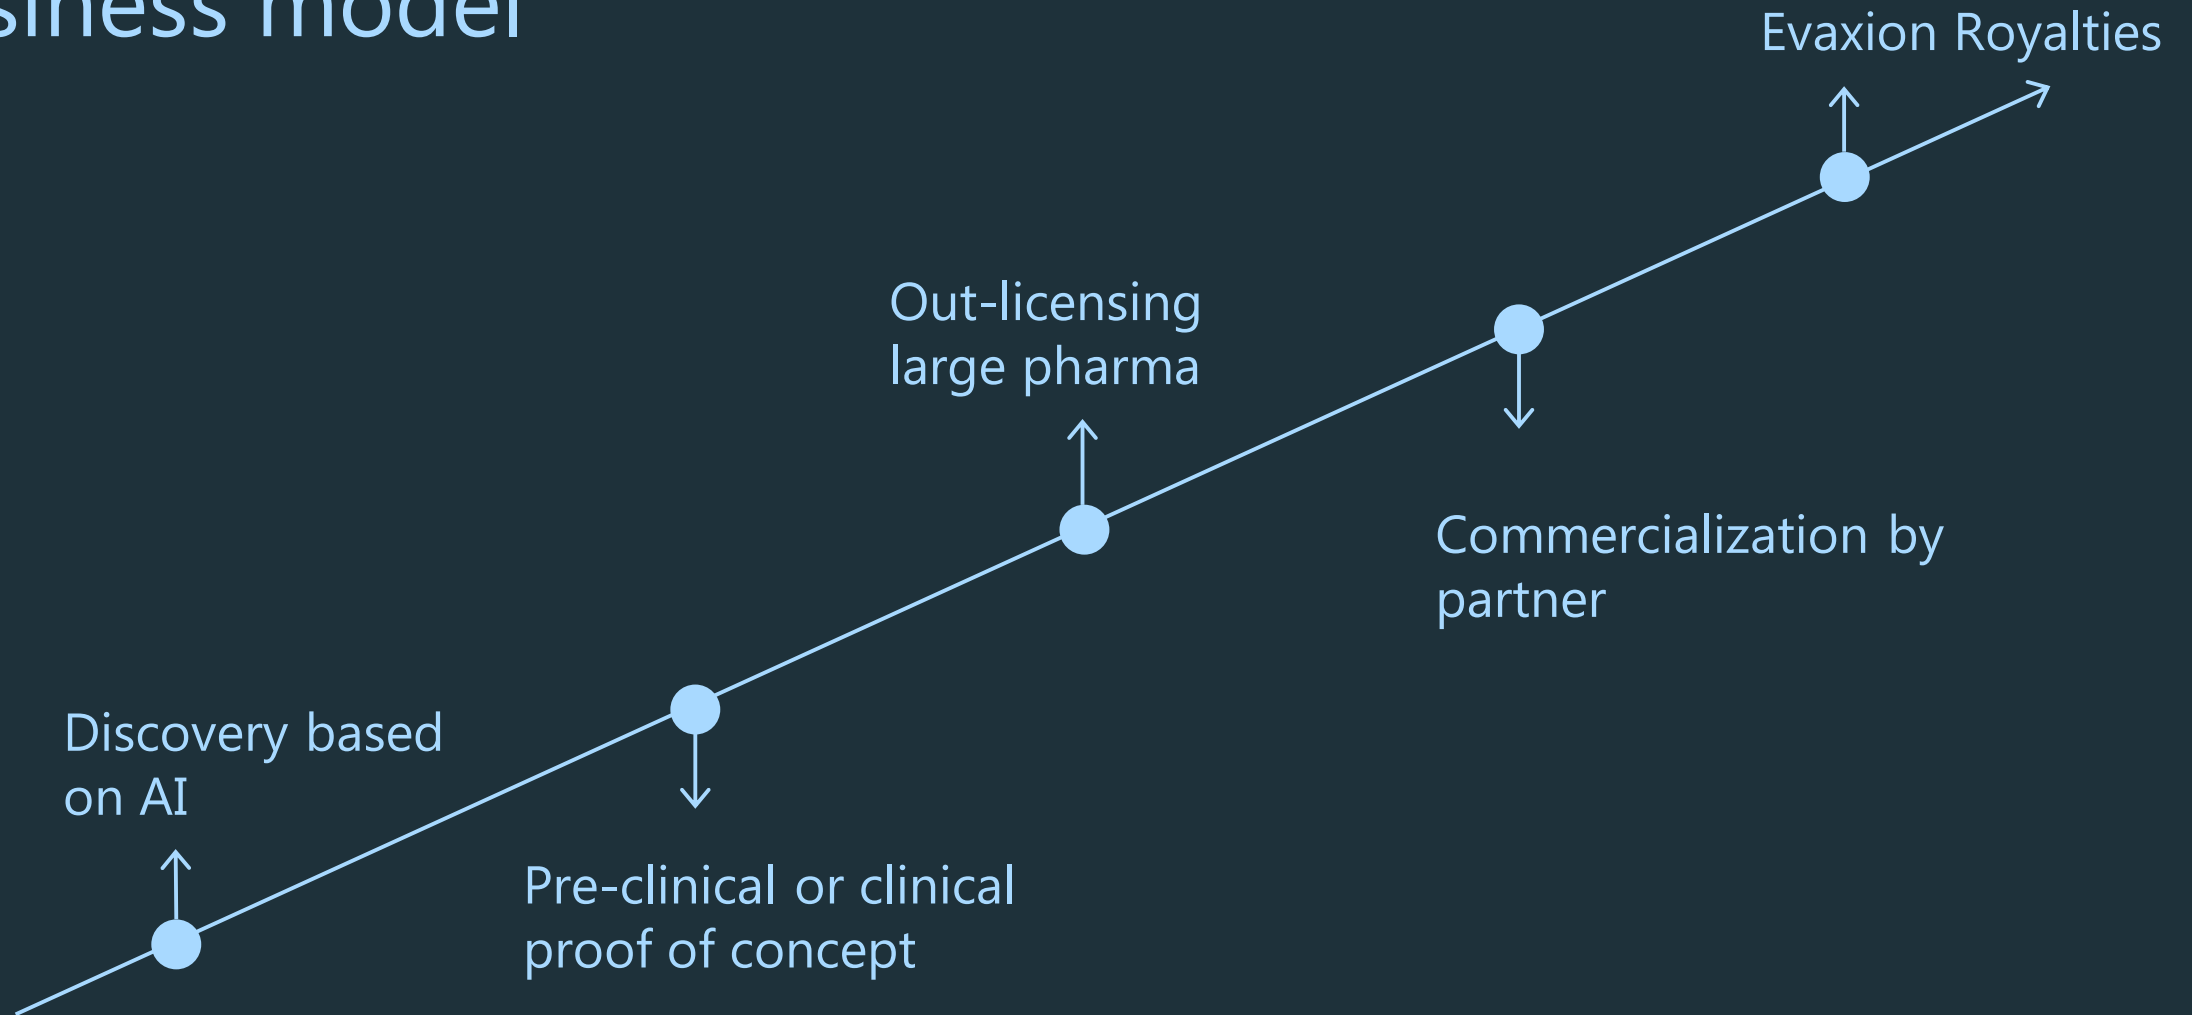 model
Evaxion Royalties
Out-licensing
large pharma
Commercialization by
partner
Discovery based
on AI
Pre-clinical or clinical
proof of concept